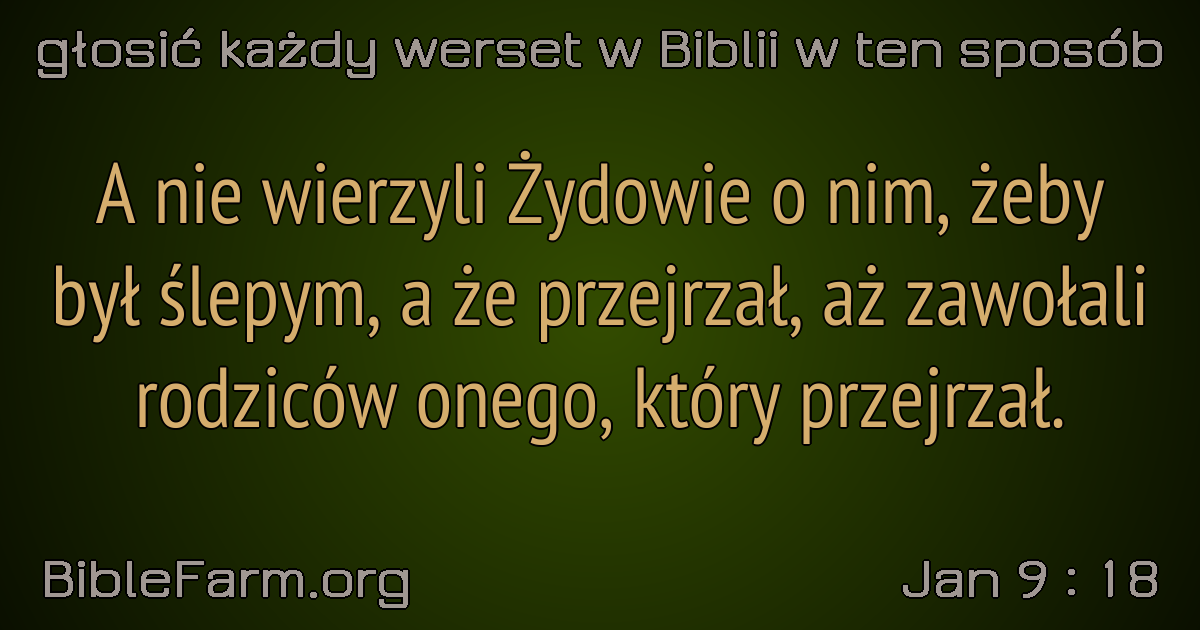 głosić każdy werset w Biblii w ten sposób
A nie wierzyli Żydowie o nim, żeby
był ślepym, a że przejrzał, aż zawołali
rodziców onego, który przejrzał.
BibleFarm.org
Jan 9 : 18